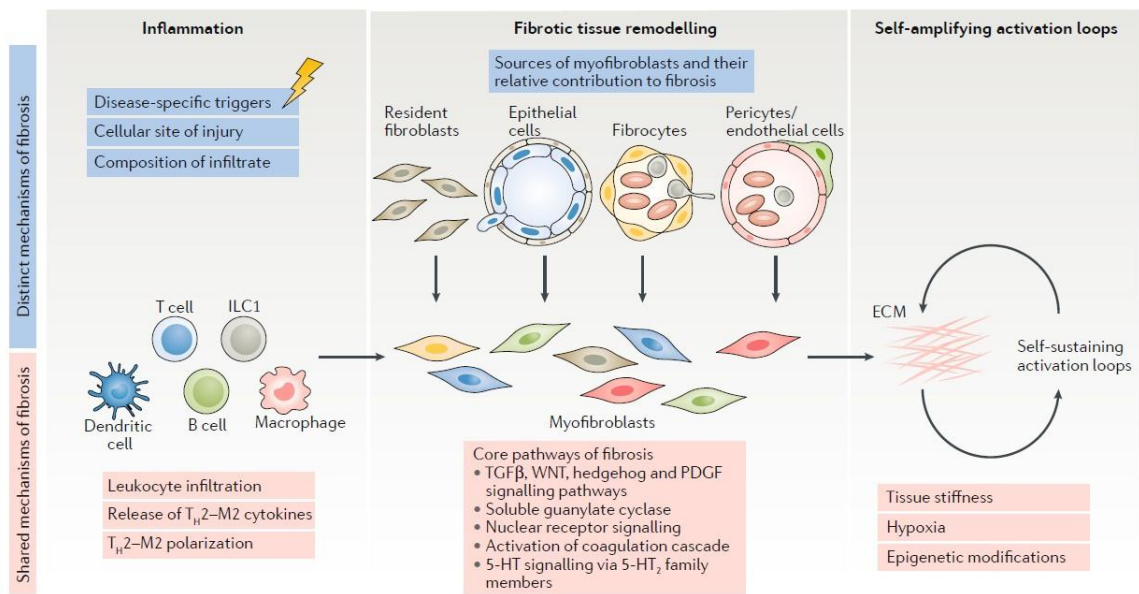 Inflammation
Fibrotic tissue remodelling
Self-amplifying activation loops
Distinct mechanisms of fibrosis
Shared mechanisms of fibrosis
Disease-specific triggers
Cellular site of injury
Composition of infiltrate
T cell
ILC1
Dendritic
cell
B cell
Macrophage
Leukocyte infiltration
Release of TH2–M2 cytokines
TH2–M2 polarization
Sources of myofibroblasts and their
relative contribution to fibrosis
Resident
fibroblasts
Epithelial
cells
Fibrocytes
Pericytes/
endothelial cells
Myofibroblasts
Core pathways of fibrosis
• TGFβ, WNT, hedgehog and PDGF
signalling pathways
• Soluble guanylate cyclase
• Nuclear receptor signalling
• Activation of coagulation cascade
• 5-HT signalling via 5-HT2 family
members
ECM
Self-sustaining
activation loops
Tissue stiffness
Hypoxia
Epigenetic modifications